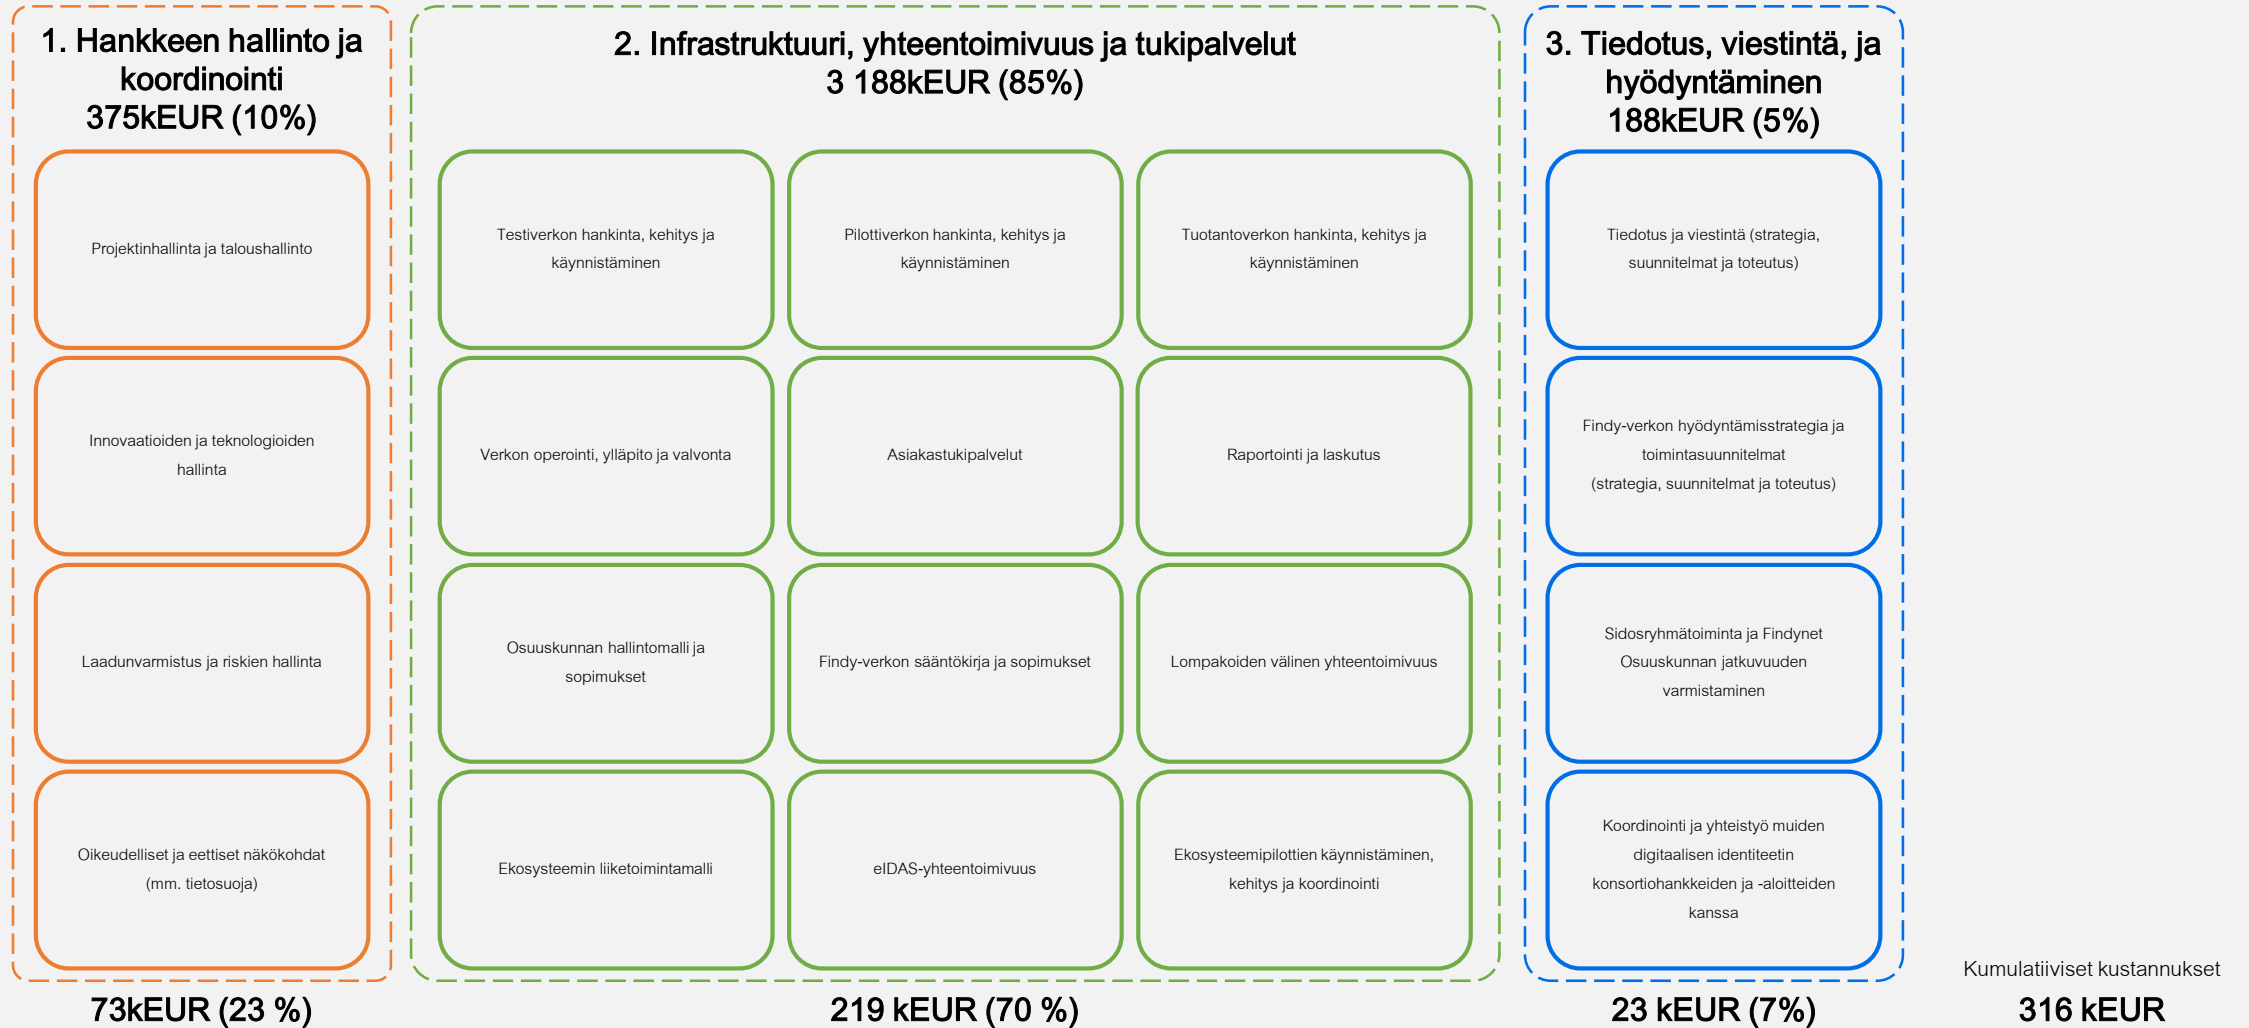 1. Hankkeen hallinto ja
koordinointi
375kEUR (10%)
Projektinhallinta ja taloushallinto
Innovaatioiden ja teknologioiden
hallinta
Laadunvarmistus ja riskien hallinta
Oikeudelliset ja eettiset näkökohdat
(mm. tietosuoja)
73kEUR (23 %)
2. Infrastruktuuri, yhteentoimivuus ja tukipalvelut
3 188kEUR (85%)
Testiverkon hankinta, kehitys ja
käynnistäminen
Pilottiverkon hankinta, kehitys ja
käynnistäminen
Tuotantoverkon hankinta, kehitys ja
käynnistäminen
Verkon operointi, ylläpito ja valvonta
Asiakastukipalvelut
Raportointi ja laskutus
Osuuskunnan hallintomalli ja
sopimukset
Findy-verkon sääntökirja ja sopimukset
Lompakoiden välinen yhteentoimivuus
Ekosysteemin liiketoimintamalli
eIDAS-yhteentoimivuus
Ekosysteemipilottien käynnistäminen,
kehitys ja koordinointi
219 kEUR (70 %)
3. Tiedotus, viestintä, ja
hyödyntäminen
188kEUR (5%)
Tiedotus ja viestintä (strategia,
suunnitelmat ja toteutus)
Findy-verkon hyödyntämisstrategia ja
toimintasuunnitelmat
(strategia, suunnitelmat ja toteutus)
Sidosryhmätoiminta ja Findynet
Osuuskunnan jatkuvuuden
varmistaminen
Koordinointi ja yhteistyö muiden
digitaalisen identiteetin
konsortiohankkeiden ja -aloitteiden
kanssa
23 kEUR (7%)
Kumulatiiviset kustannukset
316 kEUR